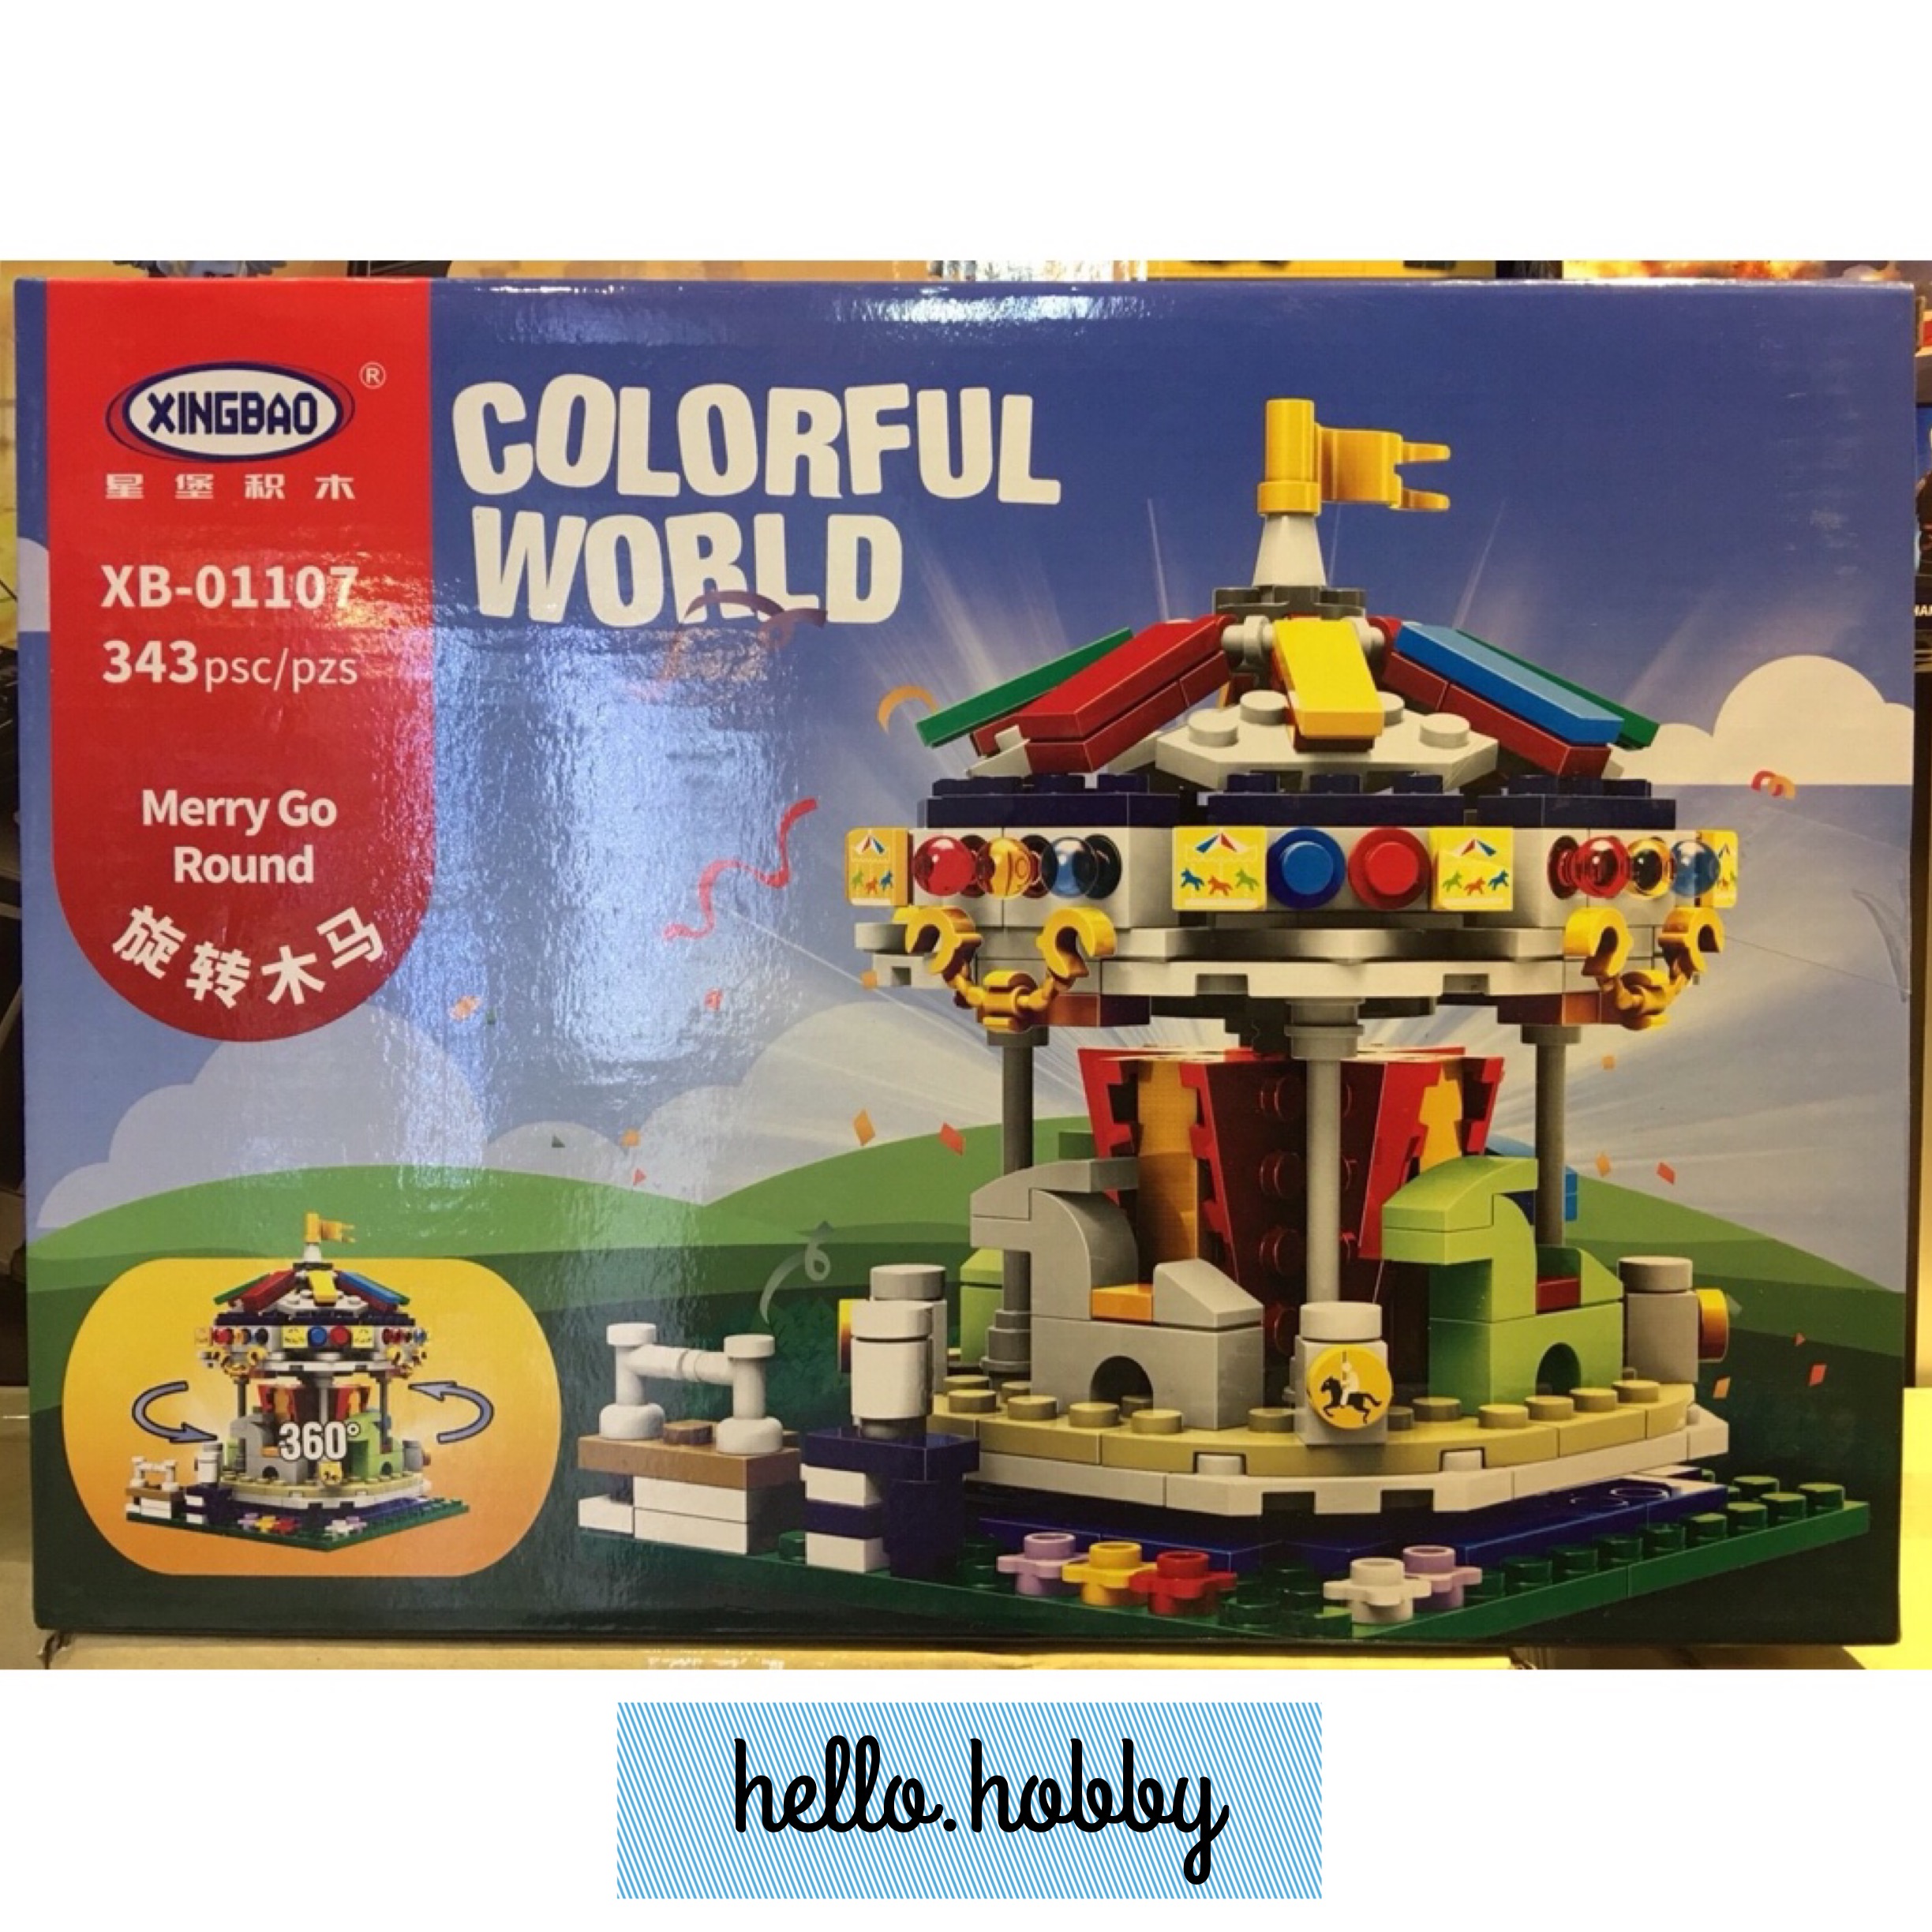 XINGBAO®
星堡积木
XB-01107
343psc/pzs
Merry Go
Round
旋转木马
COLORFUL
WORLD
360°
hello.hobby